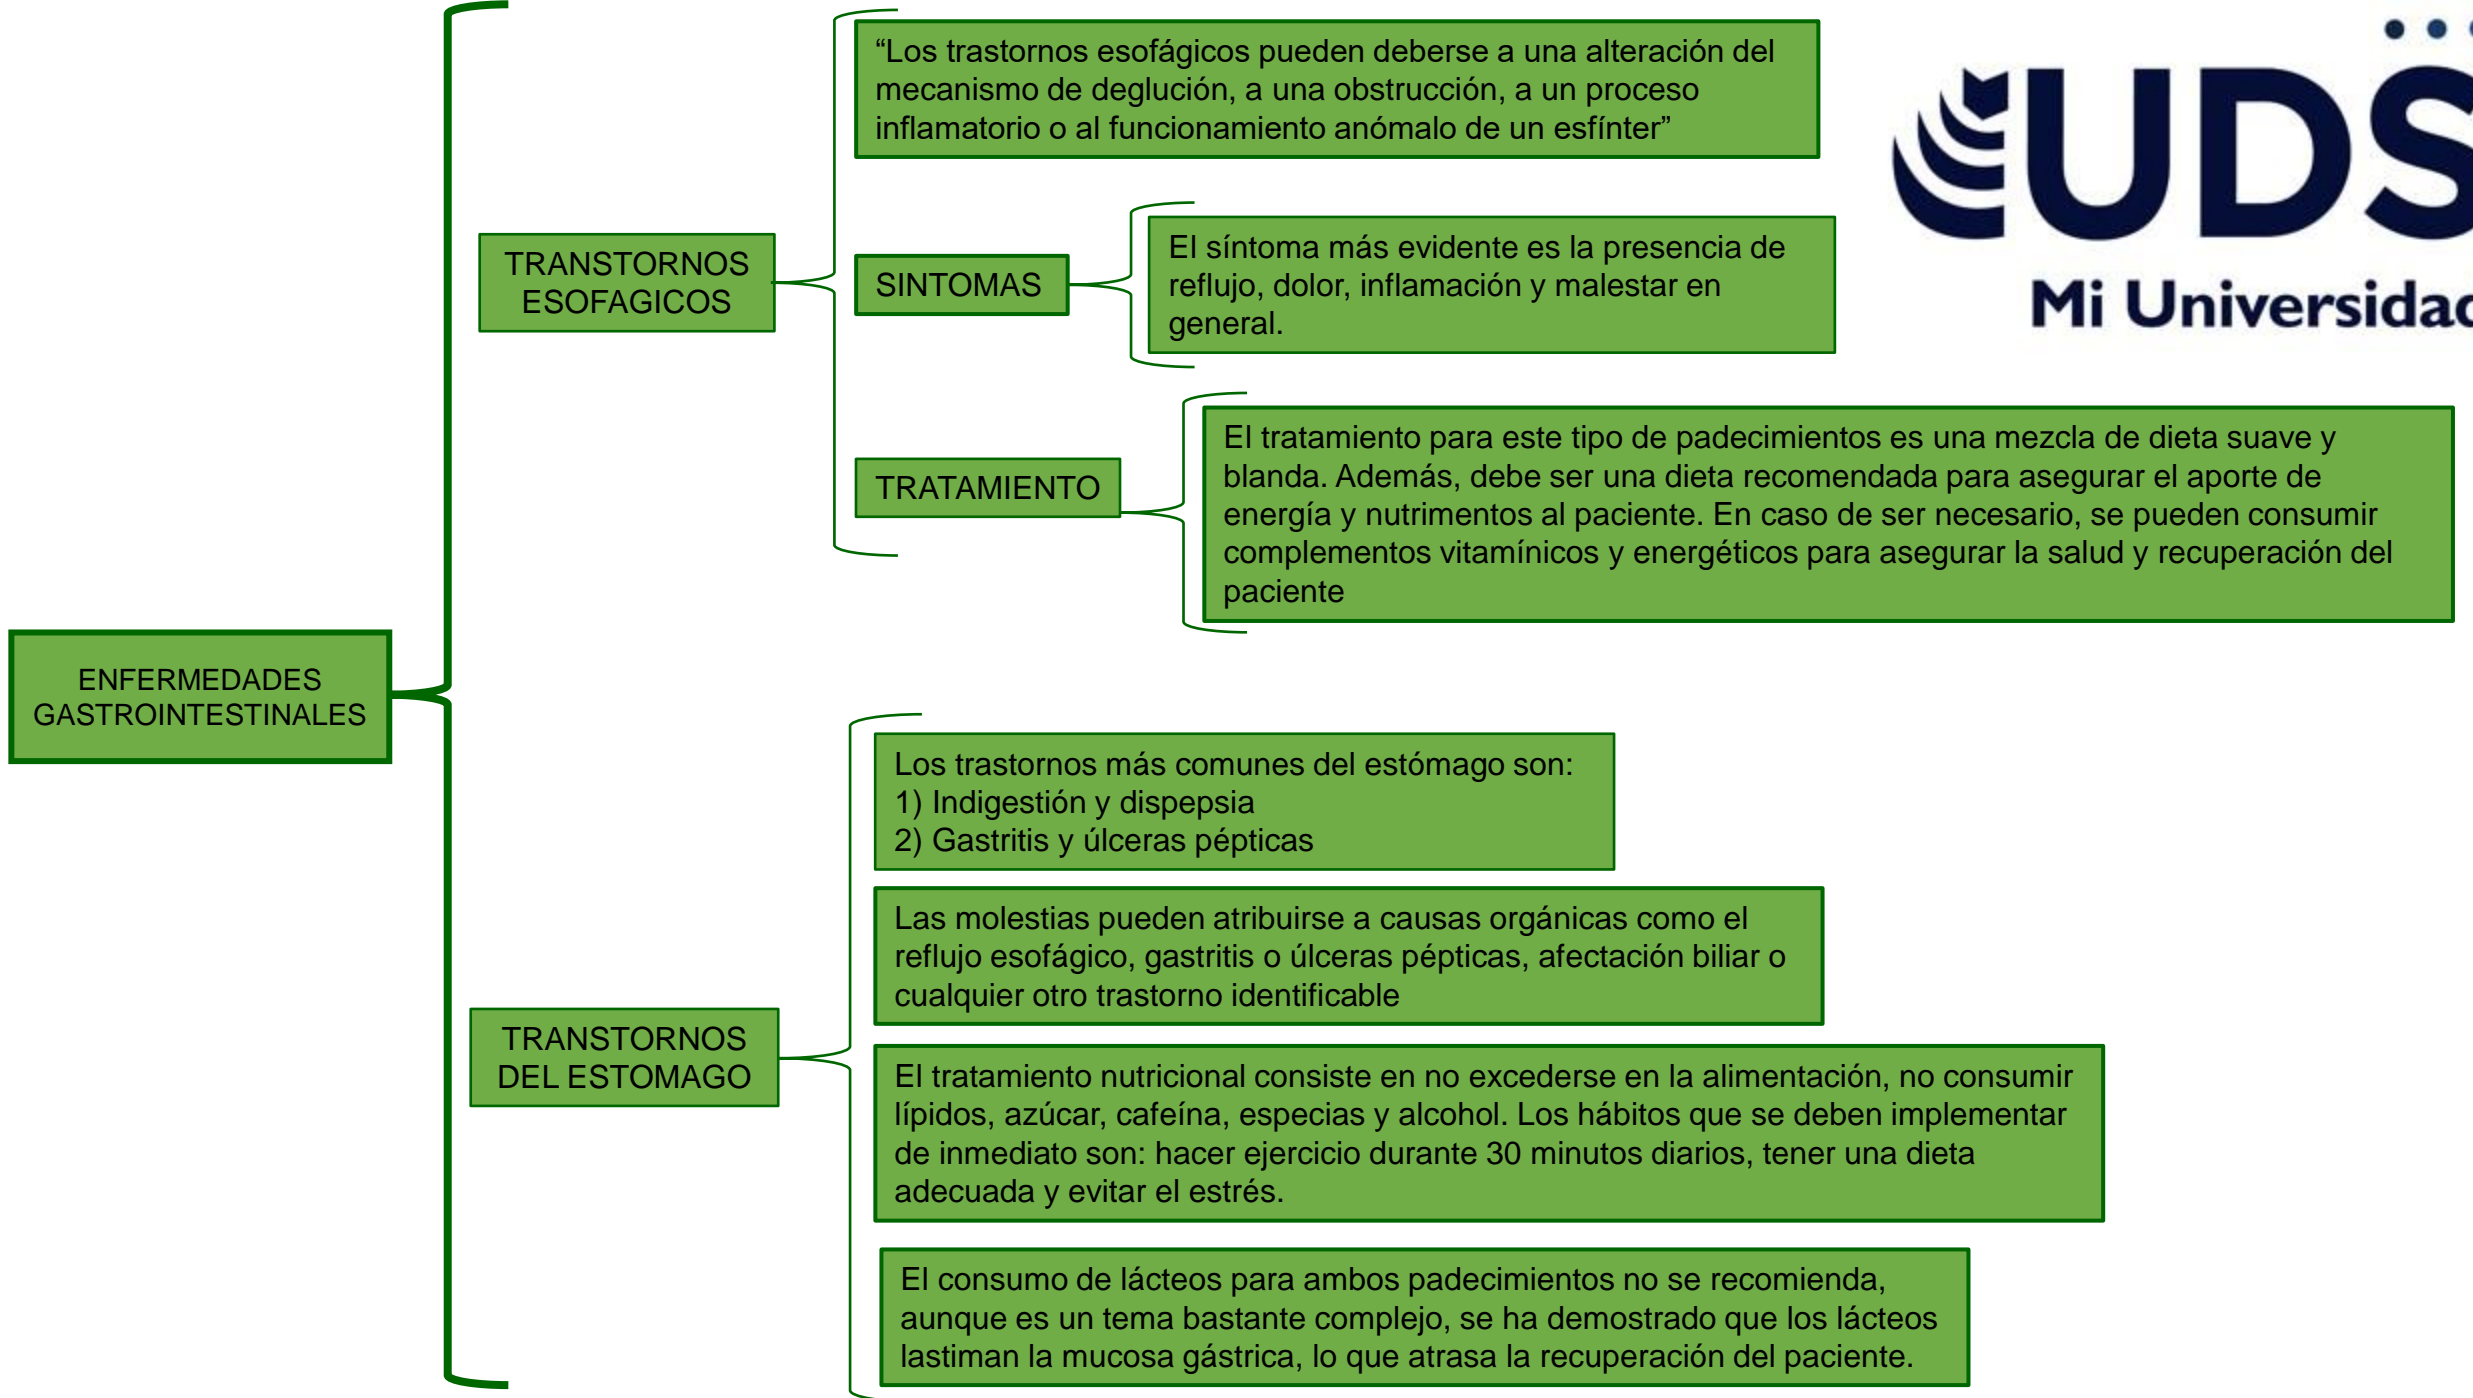 “Los trastornos esofágicos pueden deberse a una alteración del
mecanismo de deglución, a una obstrucción, a un proceso
inflamatorio o al funcionamiento anómalo de un esfínter”
UDS
Mi Universidad
TRANSTORNOS
ESOFAGICOS
SINTOMAS
El síntoma más evidente es la presencia de
reflujo, dolor, inflamación y malestar en
general.
TRATAMIENTO
El tratamiento para este tipo de padecimientos es una mezcla de dieta suave y
blanda. Además, debe ser una dieta recomendada para asegurar el aporte de
energía y nutrimentos al paciente. En caso de ser necesario, se pueden consumir
complementos vitamínicos y energéticos para asegurar la salud y recuperación del
paciente
ENFERMEDADES
GASTROINTESTINALES
Los trastornos más comunes del estómago son:
1) Indigestión y dispepsia
2) Gastritis y úlceras pépticas
Las molestias pueden atribuirse a causas orgánicas como el
reflujo esofágico, gastritis o úlceras pépticas, afectación biliar o
cualquier otro trastorno identificable
TRANSTORNOS
DEL ESTOMAGO
El tratamiento nutricional consiste en no excederse en la alimentación, no consumir
lípidos, azúcar, cafeína, especias y alcohol. Los hábitos que se deben implementar
de inmediato son: hacer ejercicio durante 30 minutos diarios, tener una dieta
adecuada y evitar el estrés.
El consumo de lácteos para ambos padecimientos no se recomienda,
aunque es un tema bastante complejo, se ha demostrado que los lácteos
lastiman la mucosa gástrica, lo que atrasa la recuperación del paciente.